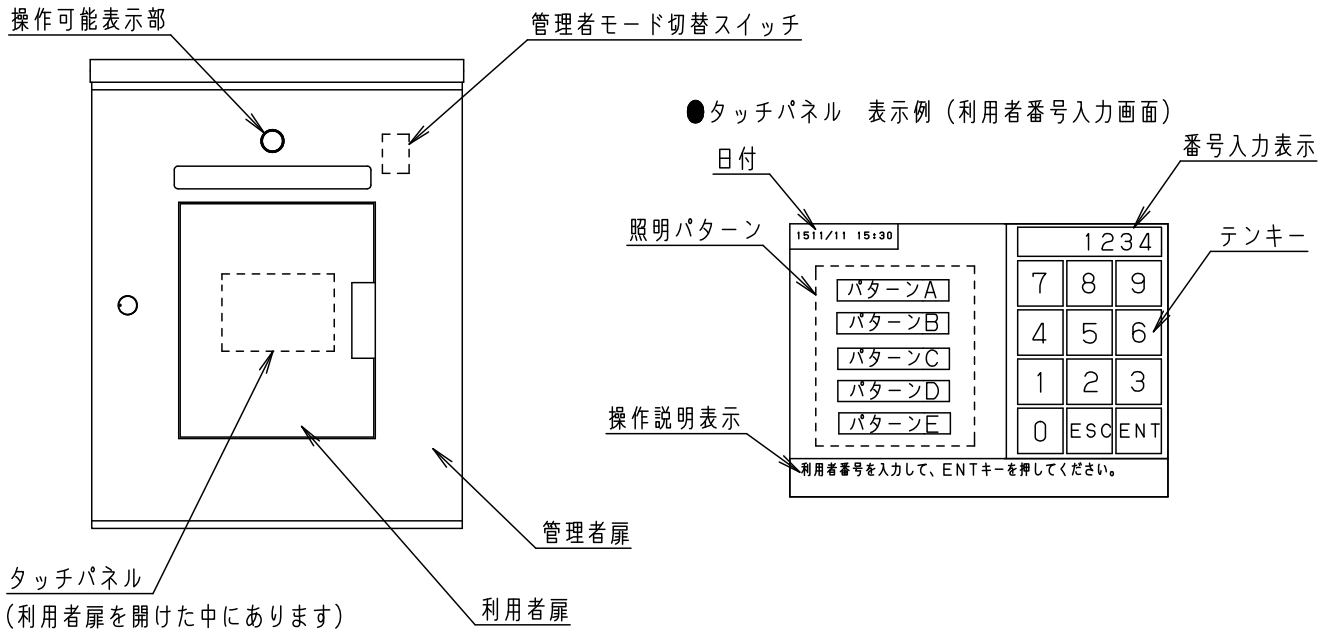 操作可能表示部
管理者モード切替スイッチ
●タッチパネル 表示例(利用者番号入力画面)
日付
番号入力表示
照明パターン
テンキー
1511/11 15:30
1234
パターンA
パターンB
パターンC
パターンD
パターンE
7 8 9
4 5 6
1 2 3
0 ESC ENT
操作説明表示
利用者番号を入力して、ENTキーを押してください。
管理者扉
タッチパネル
(利用者扉を開けた中にあります)
利用者扉